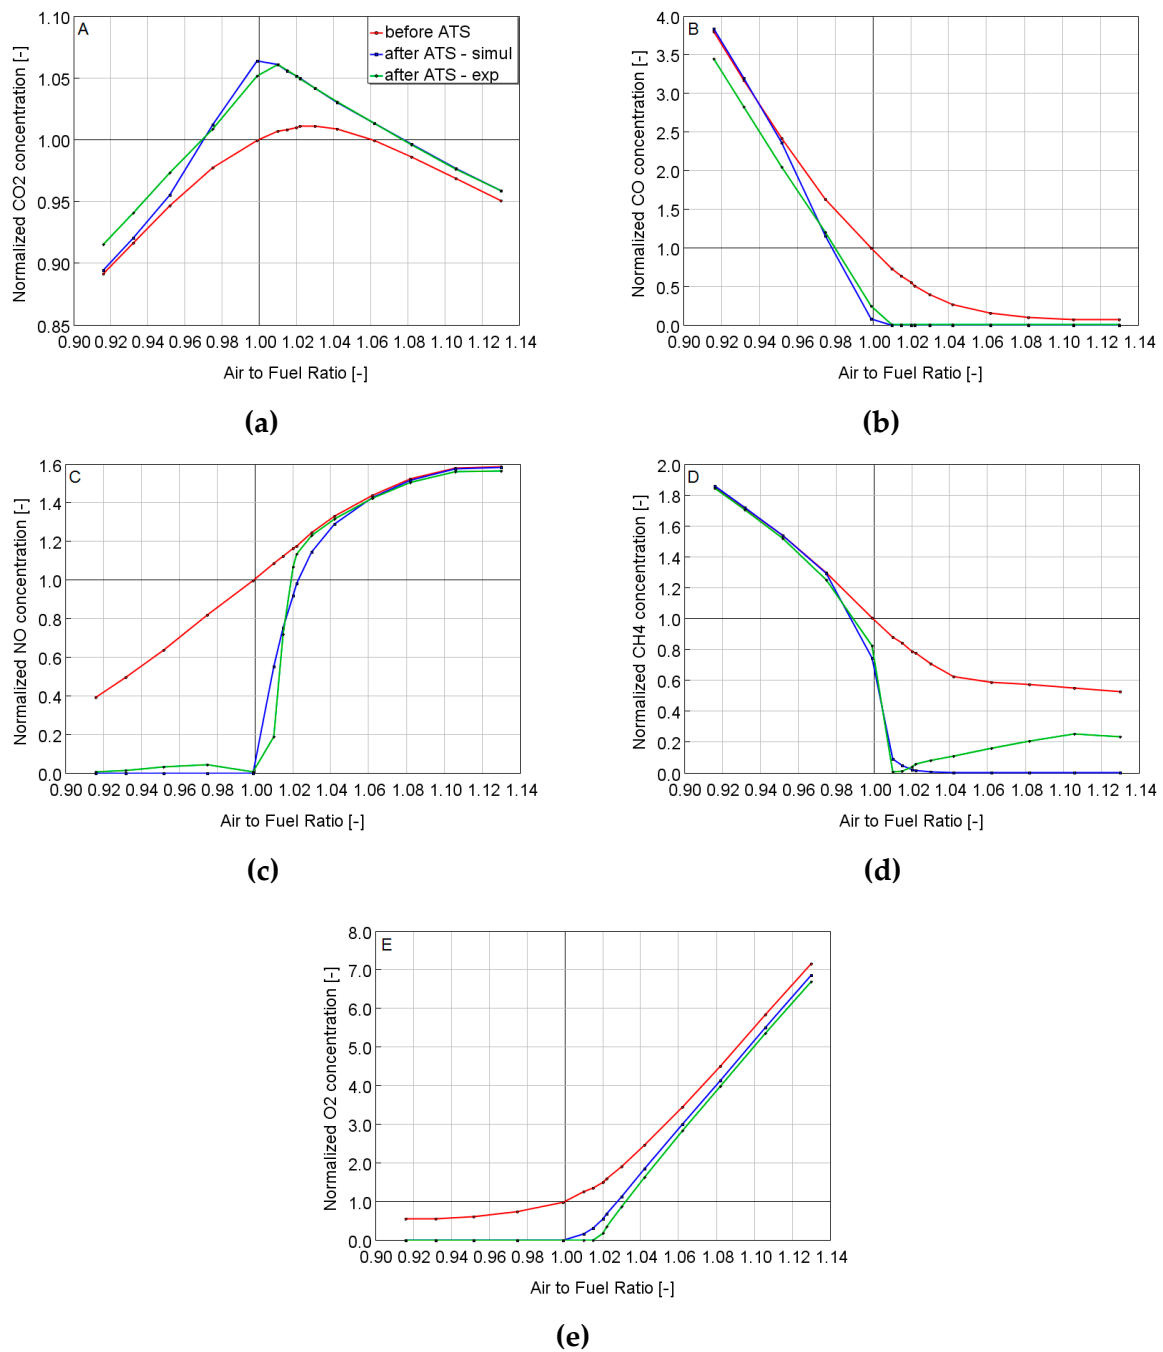 A
before ATS
after ATS - simul
after ATS - exp
Normalized CO2 concentration [-]
1.10
1.05
1.00
0.95
0.90
0.85
0.90 0.92 0.94 0.96 0.98 1.00 1.02 1.04 1.06 1.08 1.10 1.12 1.14
Air to Fuel Ratio [-]
(a)
B
Normalized CO concentration [-]
4.0
3.5
3.0
2.5
2.0
1.5
1.0
0.5
0.0
0.90 0.92 0.94 0.96 0.98 1.00 1.02 1.04 1.06 1.08 1.10 1.12 1.14
Air to Fuel Ratio [-]
(b)
C
Normalized NO concentration [-]
1.6
1.4
1.2
1.0
0.8
0.6
0.4
0.2
0.0
0.90 0.92 0.94 0.96 0.98 1.00 1.02 1.04 1.06 1.08 1.10 1.12 1.14
Air to Fuel Ratio [-]
(c)
D
Normalized CH4 concentration [-]
2.0
1.8
1.6
1.4
1.2
1.0
0.8
0.6
0.4
0.2
0.0
0.90 0.92 0.94 0.96 0.98 1.00 1.02 1.04 1.06 1.08 1.10 1.12 1.14
Air to Fuel Ratio [-]
(d)
E
Normalized O2 concentration [-]
8.0
7.0
6.0
5.0
4.0
3.0
2.0
1.0
0.0
0.90 0.92 0.94 0.96 0.98 1.00 1.02 1.04 1.06 1.08 1.10 1.12 1.14
Air to Fuel Ratio [-]
(e)